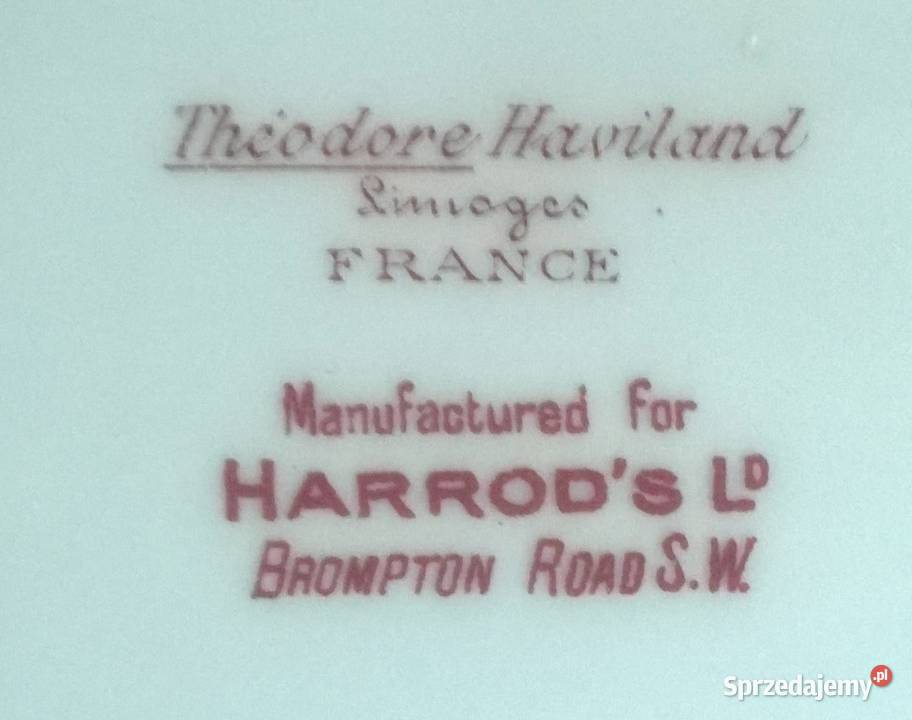 Théodore Haviland
Limoges
FRANCE
Manufactured for
HARROD'S LD
BROMPTON ROAD S.W.
Sprzedajemy.pl